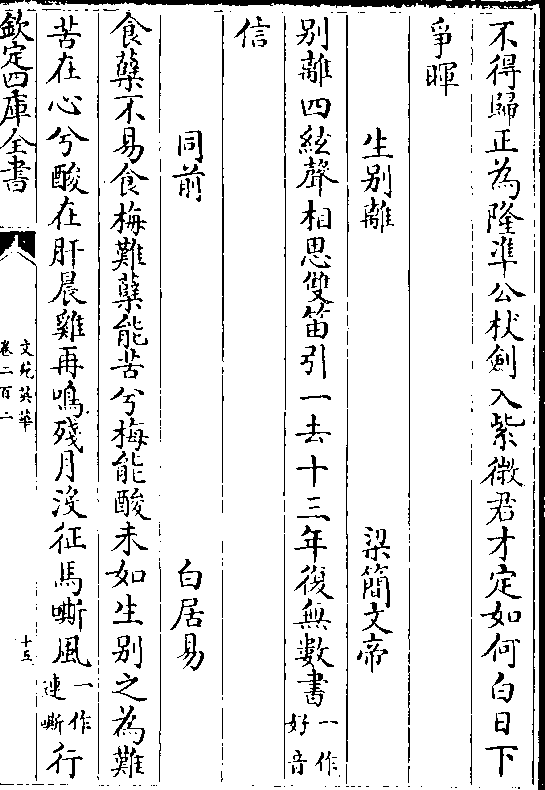 不得歸正為隆準公杖劍入紫微君才定如何白日下
爭暉
生別離　梁簡文帝
別離四絃聲相思雙笛引一去十三年復無數書一作好音
信
同前　白居易
食蘗不易食梅難蘗能苦兮梅能酸未如生別之為難
苦在心兮酸在肝晨雞再鳴殘月没征馬嘶風一作連嘶行
欽定四庫全書
文苑英華
卷二百二
十五